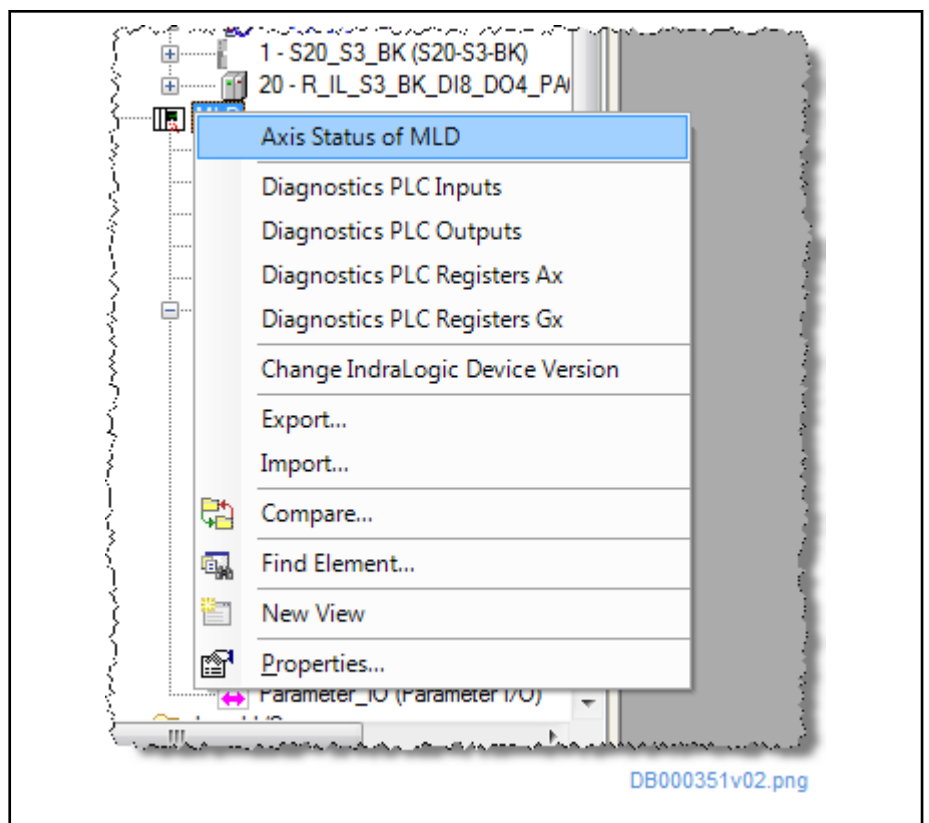 1 - S20_S3_BK (S20-S3-BK)
20 - R_IL_S3_BK_DI8_DO4_PA
MLD
Axis Status of MLD
Diagnostics PLC Inputs
Diagnostics PLC Outputs
Diagnostics PLC Registers Ax
Diagnostics PLC Registers Gx
Change IndraLogic Device Version
Export...
Import...
Compare...
Find Element...
New View
Properties...
Parameter_IO (Parameter I/O)
DB000351v02.png